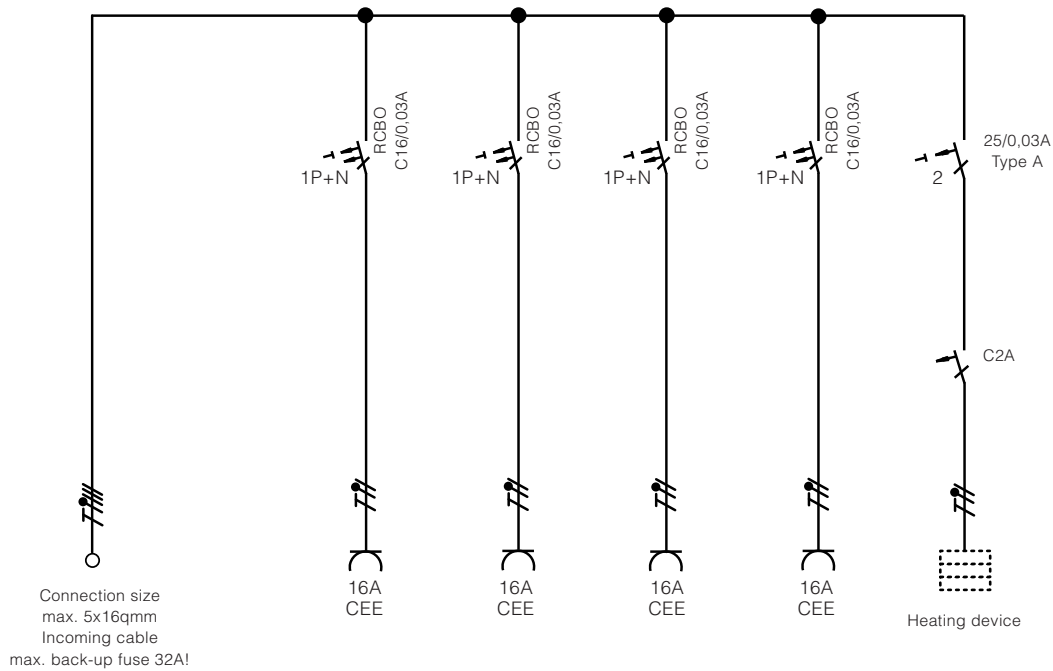 RCBO
C16/0,03A
1P+N
RCBO
C16/0,03A
1P+N
RCBO
C16/0,03A
1P+N
RCBO
C16/0,03A
1P+N
25/0,03A
Type A
2
C2A
16A
CEE
16A
CEE
16A
CEE
16A
CEE
Heating device
Connection size
max. 5x16qmm
Incoming cable
max. back-up fuse 32A!